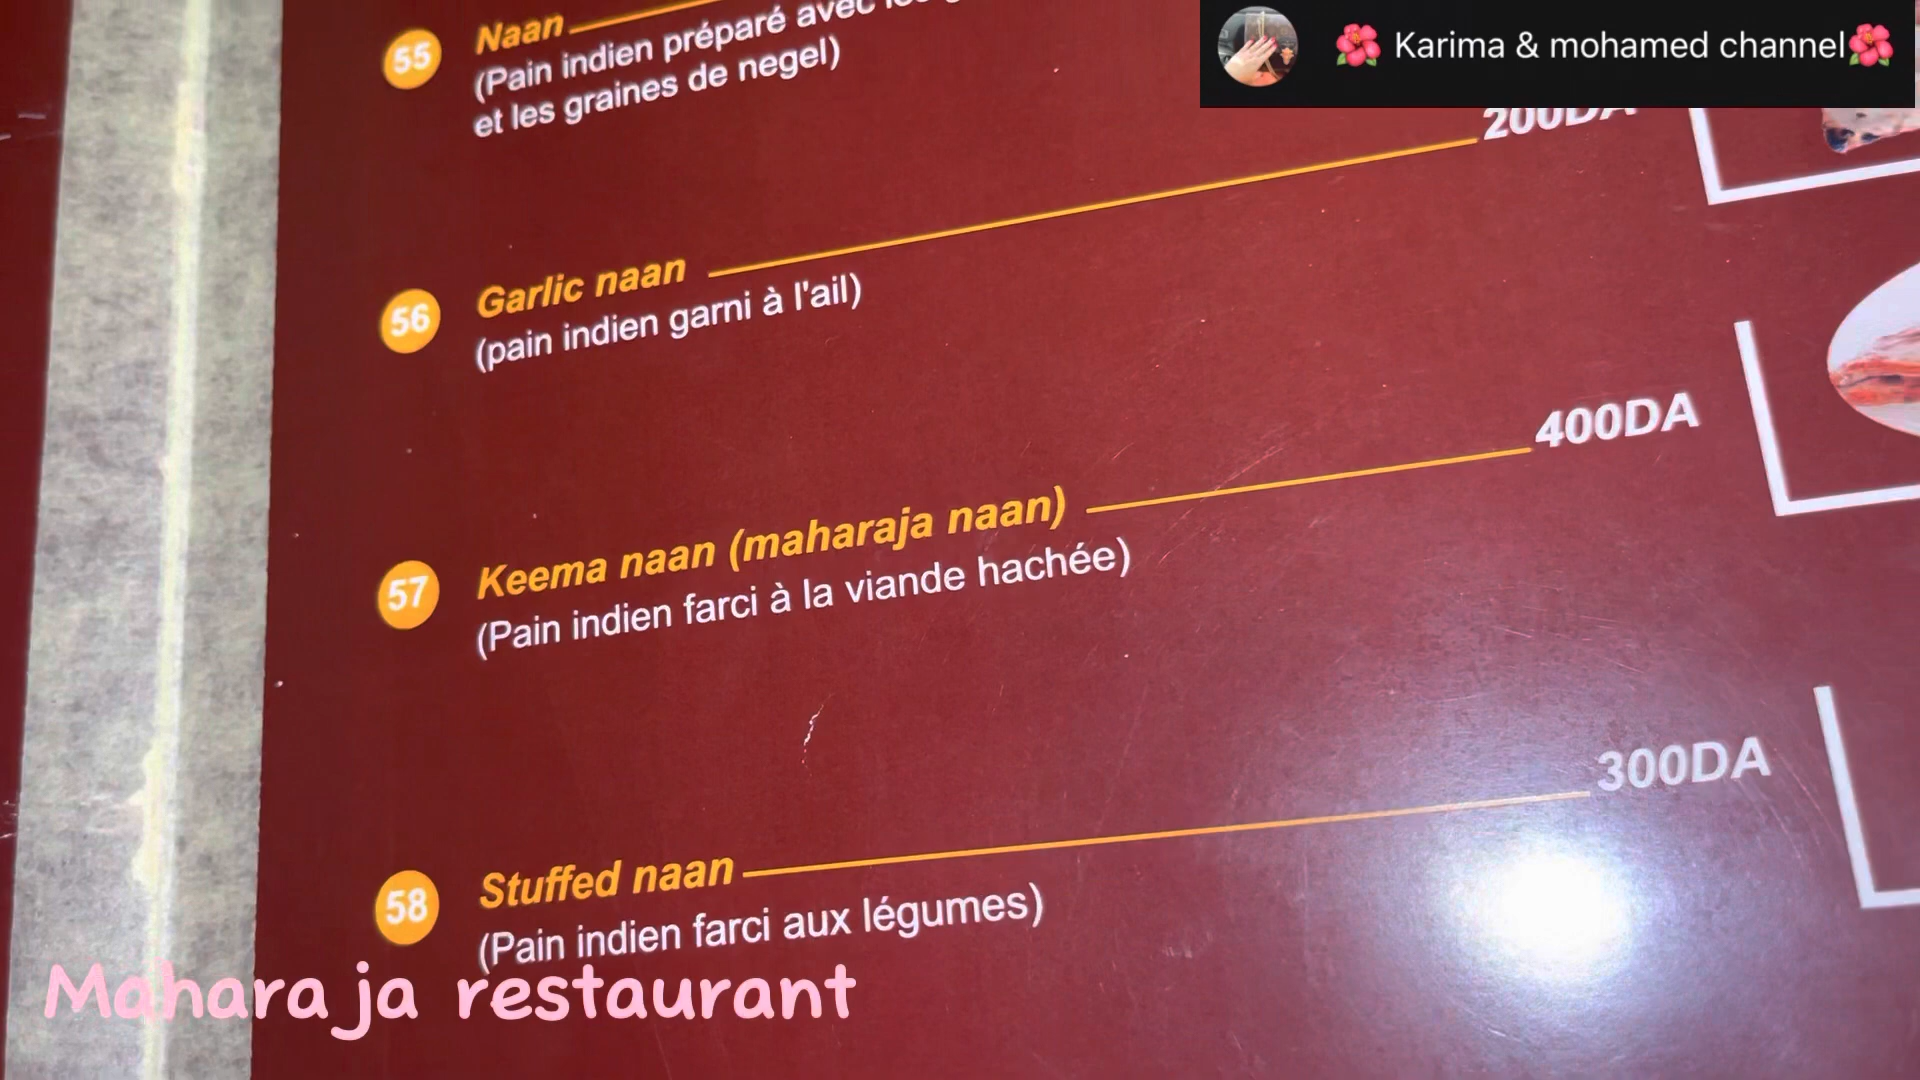 🌺 Karima & mohamed channel🌺
55 Naan
(Pain indien préparé avec
et les graines de negel)
200DA
56 Garlic naan
(pain indien garni à l'ail)
400DA
57 Keema naan (maharaja naan)
(Pain indien farci à la viande hachée)
300DA
58 Stuffed naan
(Pain indien farci aux légumes)
Maharaja restaurant